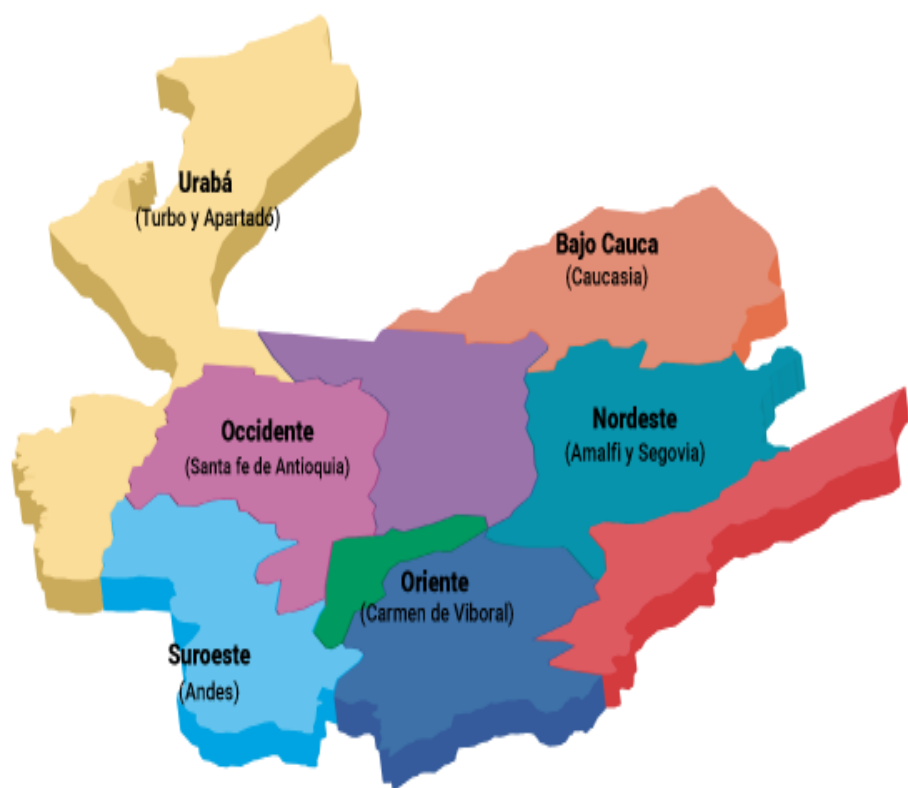 Urabá
(Turbo y Apartadó)
Bajo Cauca
(Caucasia)
Occidente
(Santa fe de Antioquia)
Nordeste
(Amalfi y Segovia)
Oriente
(Carmen de Viboral)
Suroeste
(Andes)